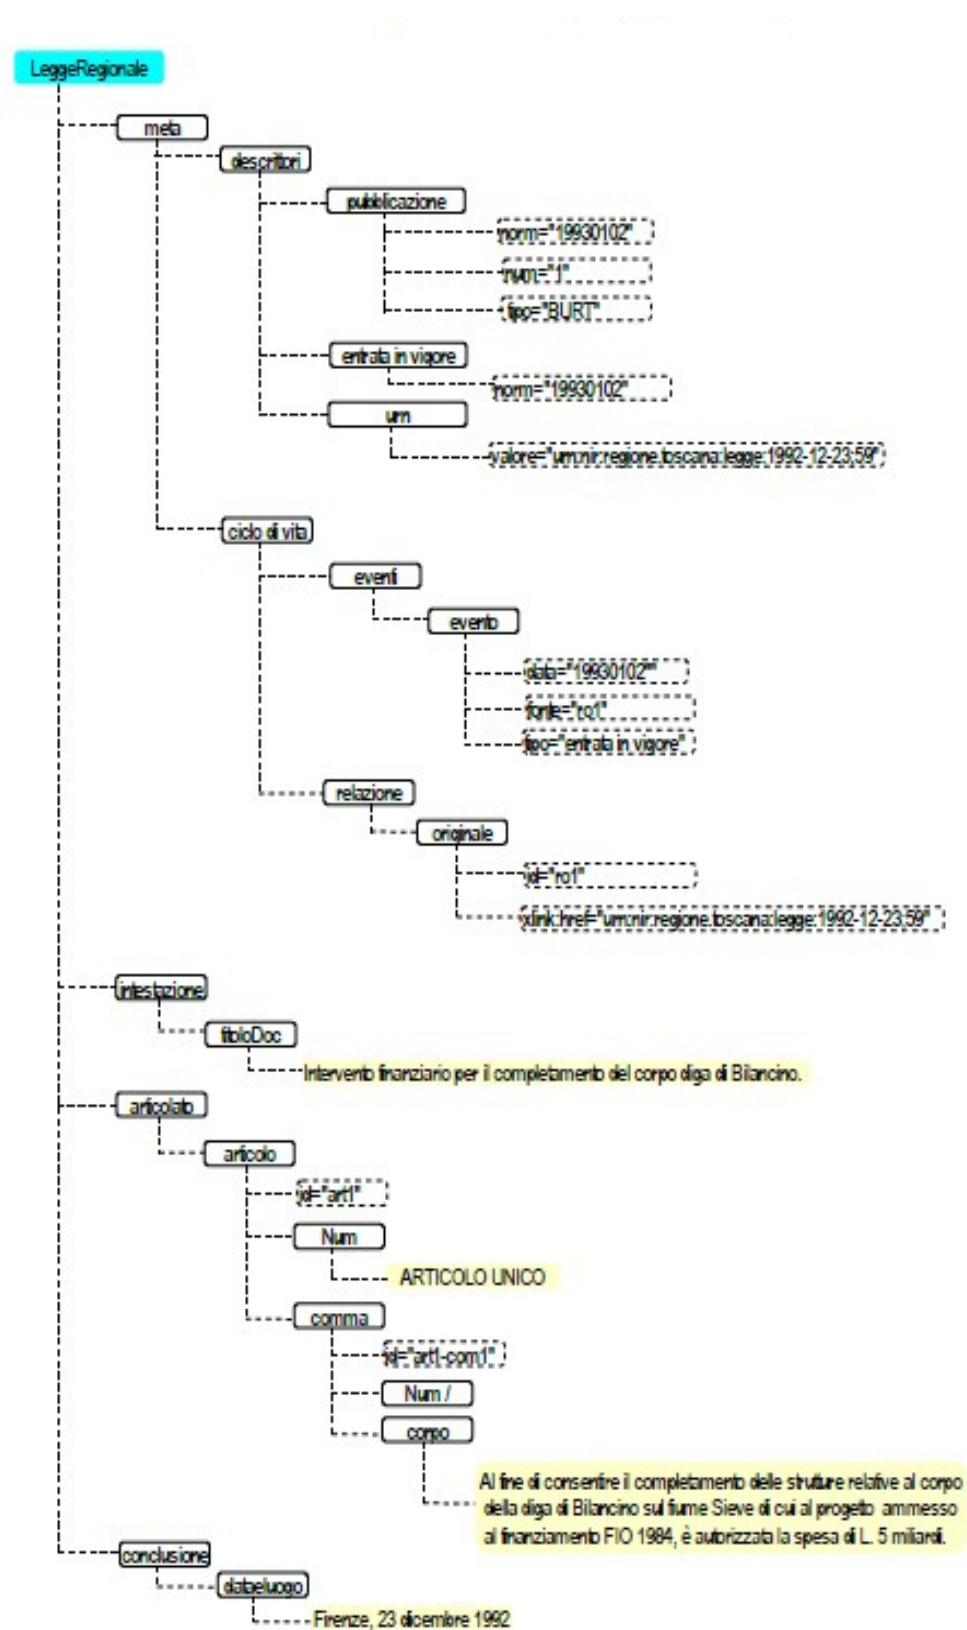 LeggeRegionale
meta
descrittori
pubblicazione
norm="19930102"
num="1"
tipo="BURT"
entrata in vigore
norm="19930102"
urn
valore="urn:nir:regione.toscana:legge:1992-12-23;59"
ciclo di vita
eventi
evento
data="19930102""
fonte="ro1"
tipo="entrata in vigore"
relazione
originale
id="ro1"
xlink:href="urn:nir:regione.toscana:legge:1992-12-23;59"
intestazione
titoloDoc
Intervento finanziario per il completamento del corpo diga di Bilancino.
articolato
articolo
id="art1"
Num
ARTICOLO UNICO
comma
id="art1-com1"
Num /
corpo
Al fine di consentire il completamento delle strutture relative al corpo
della diga di Bilancino sul fiume Sieve di cui al progetto ammesso
al finanziamento FIO 1984, è autorizzata la spesa di L. 5 miliardi.
conclusione
dataeluogo
Firenze, 23 dicembre 1992